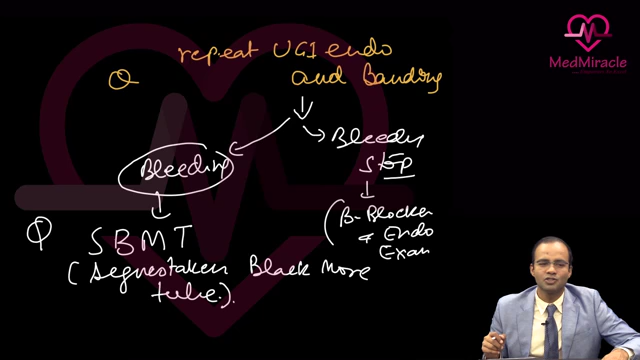 MedMiracle
repeat UGI endo
and Banding
Bleeding
Bleeding
stop
B-Blocker
+ Endo
Exam
SBMT
(Segnestaken Black more
tube).